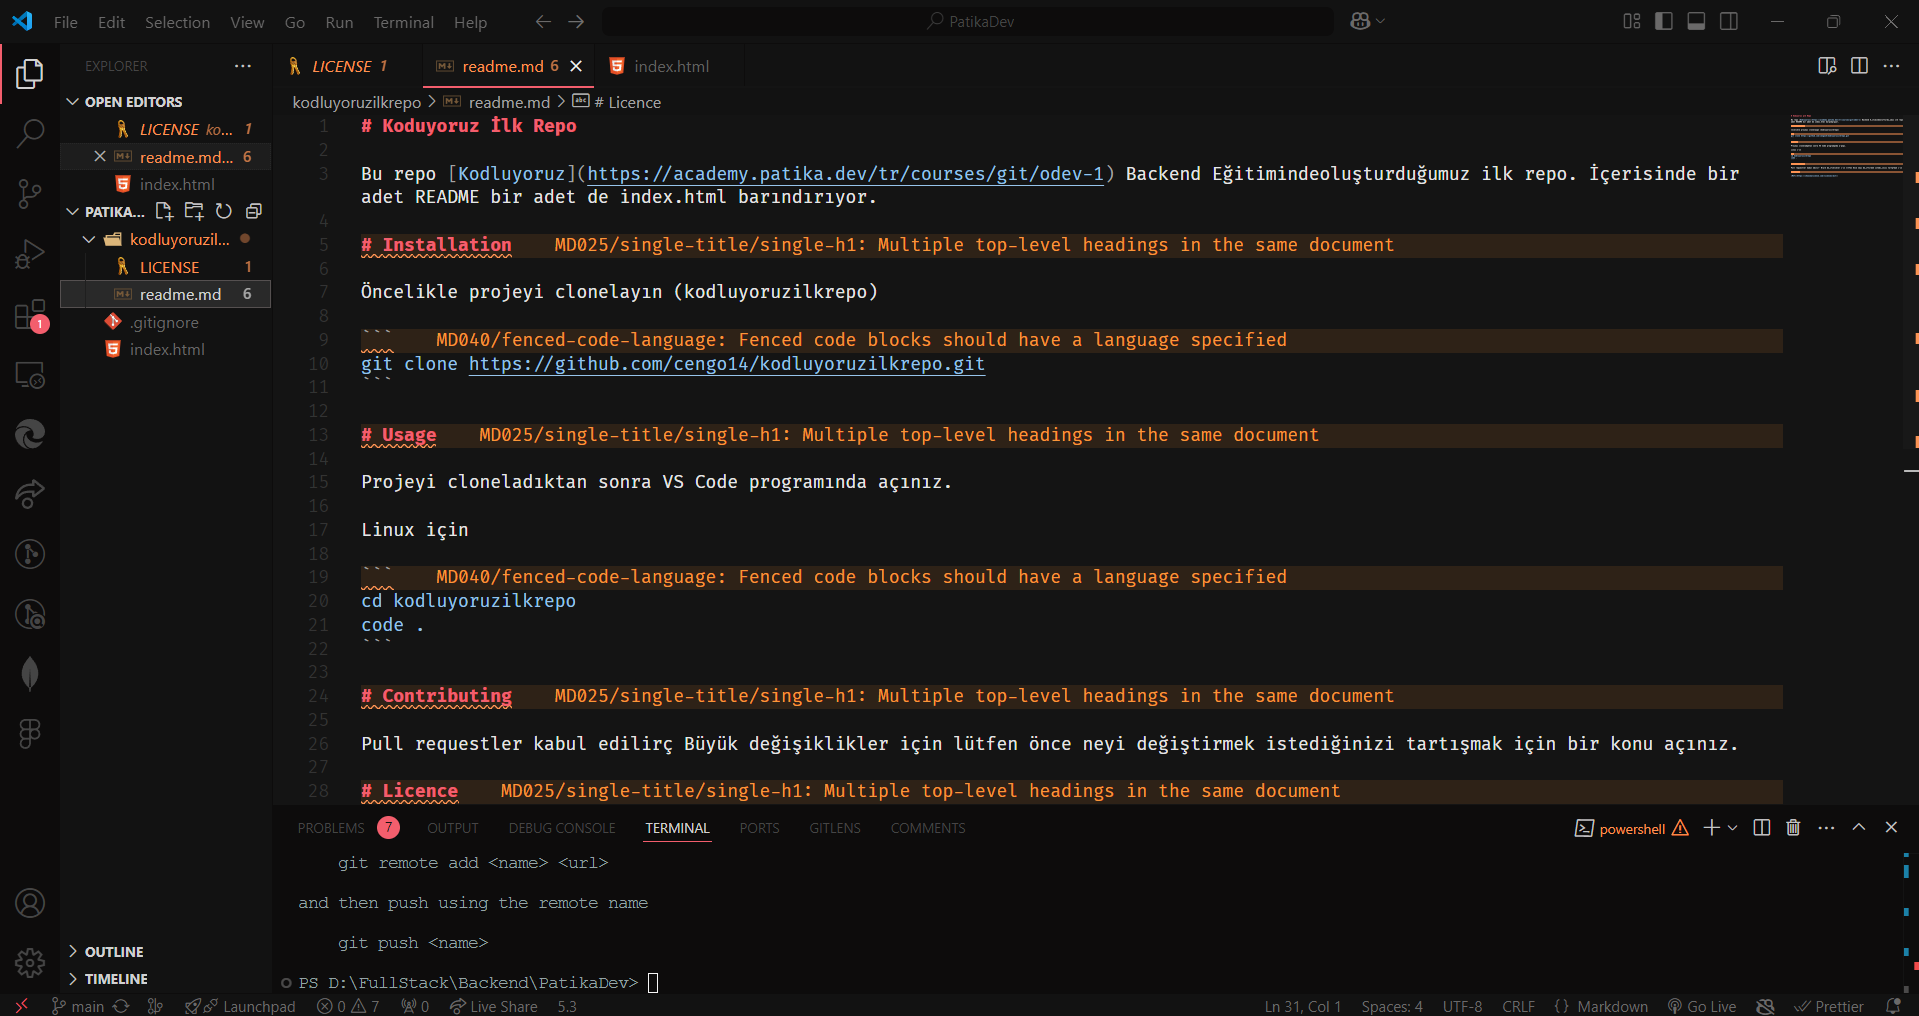 File Edit Selection View Go Run Terminal Help
PatikaDev
EXPLORER
OPEN EDITORS
LICENSE ko... 1
readme.md... 6
index.html
PATIKA...
kodluyoruzil...
LICENSE 1
readme.md 6
.gitignore
index.html
OUTLINE
TIMELINE
1
LICENSE 1
readme.md 6
index.html
kodluyoruzilkrepo > readme.md > # Licence
1 # Koduyoruz İlk Repo
2
3 Bu repo [Kodluyoruz](https://academy.patika.dev/tr/courses/git/odev-1) Backend Eğitimindeoluşturduğumuz ilk repo. İçerisinde bir
adet README bir adet de index.html barındırıyor.
4
5 # Installation MD025/single-title/single-h1: Multiple top-level headings in the same document
6
7 Öncelikle projeyi clonelayın (kodluyoruzilkrepo)
8
9 ``` MD040/fenced-code-language: Fenced code blocks should have a language specified
10 git clone https://github.com/cengo14/kodluyoruzilkrepo.git
11 ```
12
13 # Usage MD025/single-title/single-h1: Multiple top-level headings in the same document
14
15 Projeyi cloneladıktan sonra VS Code programında açınız.
16
17 Linux için
18
19 ``` MD040/fenced-code-language: Fenced code blocks should have a language specified
20 cd kodluyoruzilkrepo
21 code .
22 ```
23
24 # Contributing MD025/single-title/single-h1: Multiple top-level headings in the same document
25
26 Pull requestler kabul edilirç Büyük değişiklikler için lütfen önce neyi değiştirmek istediğinizi tartışmak için bir konu açınız.
27
28 # Licence MD025/single-title/single-h1: Multiple top-level headings in the same document
PROBLEMS 7 OUTPUT DEBUG CONSOLE TERMINAL PORTS GITLENS COMMENTS
powershell
git remote add <name> <url>
and then push using the remote name
git push <name>
PS D:\FullStack\Backend\PatikaDev>
main Launchpad 0 7 0 Live Share 5.3
Ln 31, Col 1 Spaces: 4 UTF-8 CRLF {} Markdown Go Live Prettier